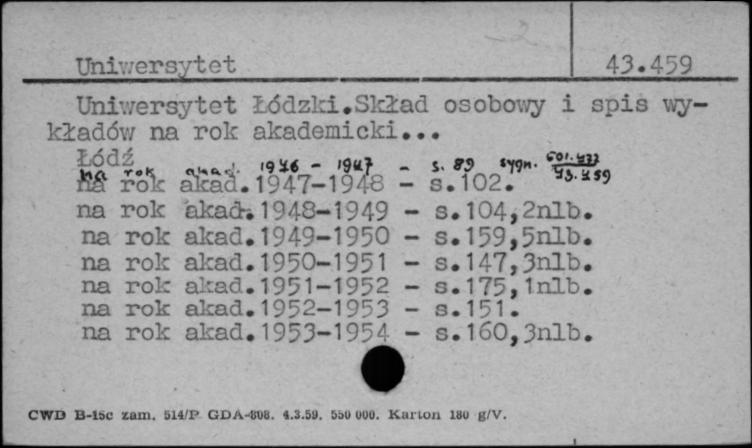 Uniwersytet 43.459
Uniwersytet Łódzki.Skład osobowy i spis wy-
kładów na rok akademicki...
Łódź
na rok akad. 1946 - 1947 - s. 89 sygn. 601.477
43.459
na rok akad.1947-1948 - s.102.
na rok akad.1948-1949 - s.104,2nlb.
na rok akad.1949-1950 - s.159,5nlb.
na rok akad.1950-1951 - s.147,3nlb.
na rok akad.1951-1952 - s.175,1nlb.
na rok akad.1952-1953 - s.151.
na rok akad.1953-1954 - s.160,3nlb.
CWD B-15c zam. 514/P GDA-808. 4.3.59. 550 000. Karton 180 g/V.